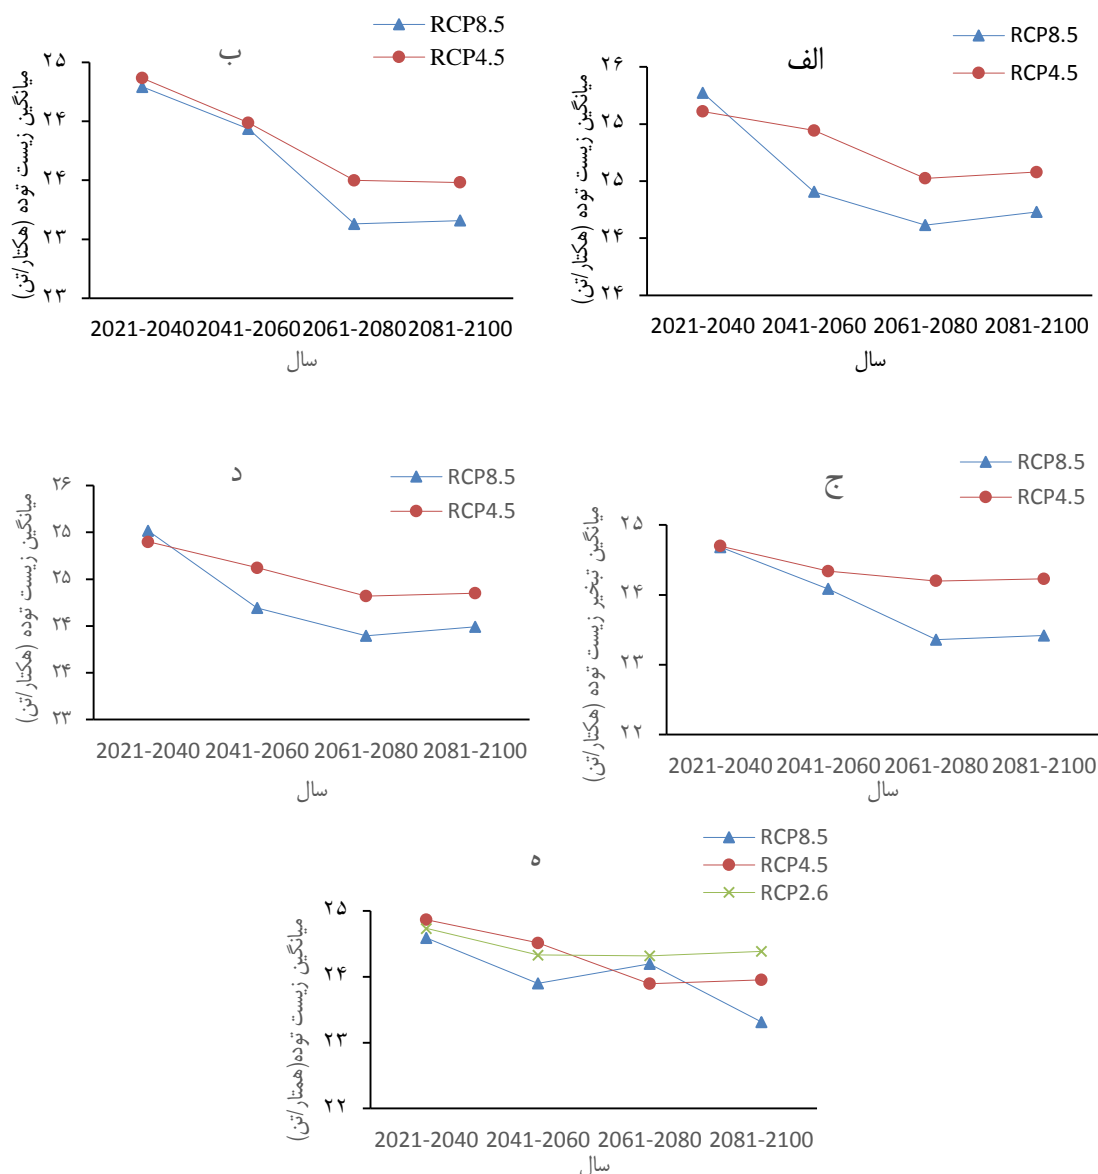 الف
RCP8.5
RCP4.5
میانگین زیست توده (هکتار/تن)
۲۶
۲۵
۲۵
۲۴
۲۴
2021-2040 2041-2060 2061-2080 2081-2100
سال
ب
RCP8.5
RCP4.5
میانگین زیست توده (هکتار/تن)
۲۵
۲۴
۲۴
۲۳
۲۳
2021-2040 2041-2060 2061-2080 2081-2100
سال
ج
RCP8.5
RCP4.5
میانگین تبخیر زیست توده (هکتار/تن)
۲۵
۲۴
۲۳
۲۲
2021-2040 2041-2060 2061-2080 2081-2100
سال
د
RCP8.5
RCP4.5
میانگین زیست توده (هکتار/تن)
۲۶
۲۵
۲۵
۲۴
۲۴
۲۳
2021-2040 2041-2060 2061-2080 2081-2100
سال
ه
RCP8.5
RCP4.5
RCP2.6
میانگین زیست توده(همتار/تن)
۲۵
۲۴
۲۳
۲۲
2021-2040 2041-2060 2061-2080 2081-2100
سال